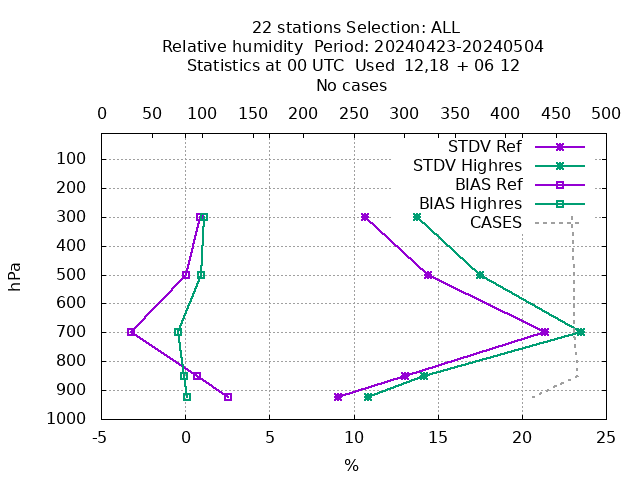 22 stations Selection: ALL
Relative humidity  Period: 20240423-20240504
Statistics at 00 UTC  Used  12,18 + 06 12
No cases
0 50 100 150 200 250 300 350 400 450 500
STDV Ref
STDV Highres
BIAS Ref
BIAS Highres
CASES
hPa
100
200
300
400
500
600
700
800
900
1000
-5 0 5 10 15 20 25
%